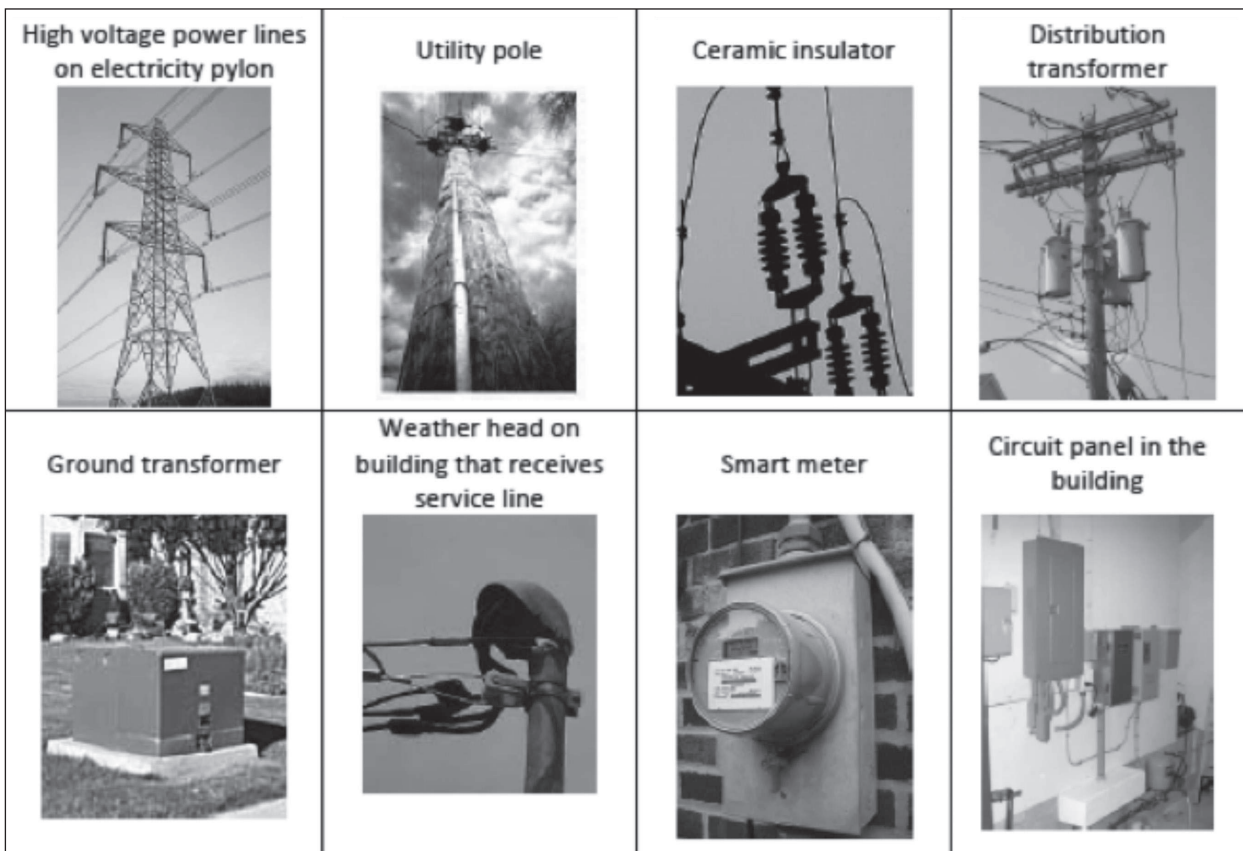 High voltage power lines
on electricity pylon
Utility pole
Ceramic insulator
Distribution
transformer
Ground transformer
Weather head on
building that receives
service line
Smart meter
Circuit panel in the
building